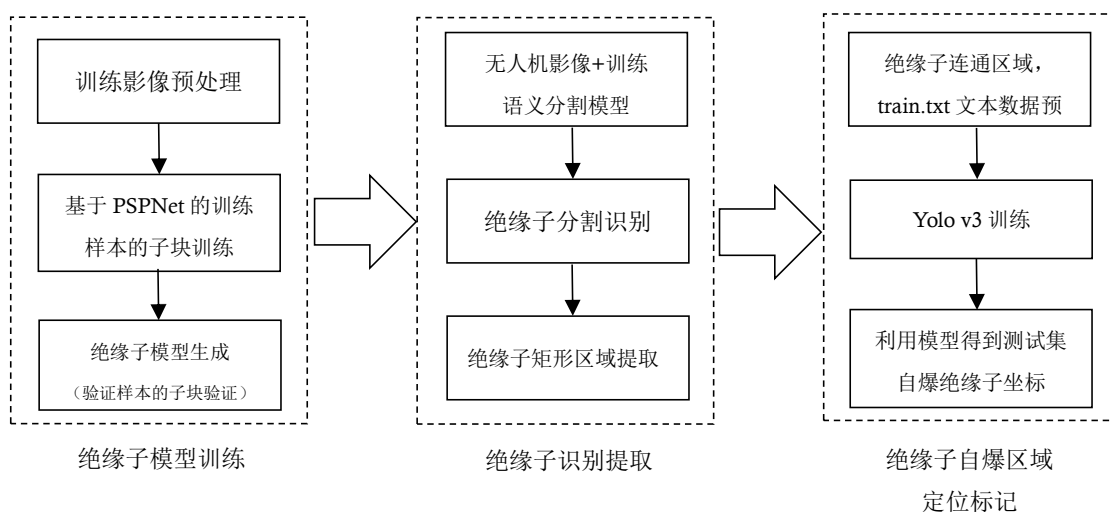 训练影像预处理
基于 PSPNet 的训练
样本的子块训练
绝缘子模型生成
（验证样本的子块验证）
绝缘子模型训练
无人机影像+训练
语义分割模型
绝缘子分割识别
绝缘子矩形区域提取
绝缘子识别提取
绝缘子连通区域，
train.txt 文本数据预
Yolo v3 训练
利用模型得到测试集
自爆绝缘子坐标
绝缘子自爆区域
定位标记